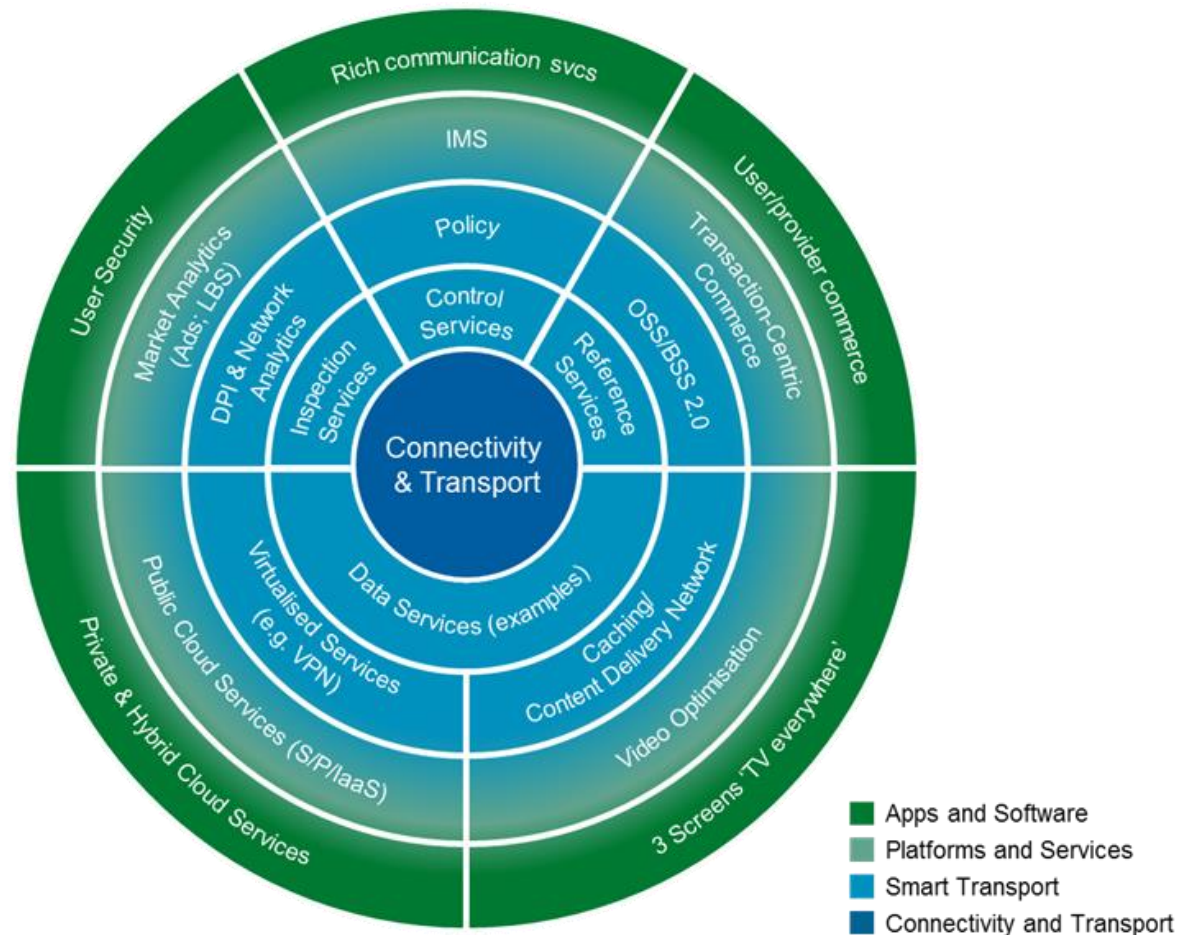 Rich communication svcs
IMS
Policy
Control
Services
User/provider commerce
Transaction-Centric
Commerce
OSS/BSS 2.0
Reference
Services
User Security
Market Analytics
(Ads; LBS)
DPI & Network
Analytics
Inspection
Services
Connectivity
& Transport
Data Services (examples)
Virtualised Services
(e.g. VPN)
Public Cloud Services (S/P/IaaS)
Private & Hybrid Cloud Services
Caching/
Content Delivery Network
Video Optimisation
3 Screens 'TV everywhere'
Apps and Software
Platforms and Services
Smart Transport
Connectivity and Transport